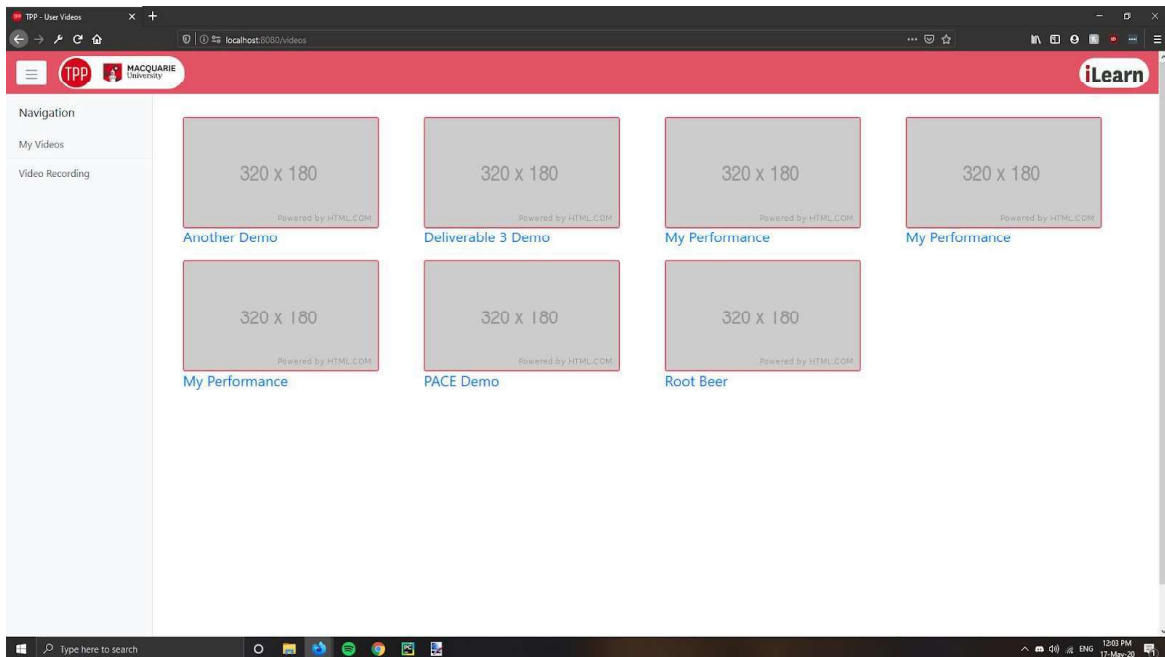 TPP - User Videos
localhost:8080/videos
TPP
MACQUARIE
University
iLearn
Navigation
My Videos
Video Recording
320 x 180
Powered by HTML.COM
Another Demo
320 x 180
Powered by HTML.COM
Deliverable 3 Demo
320 x 180
Powered by HTML.COM
My Performance
320 x 180
Powered by HTML.COM
My Performance
320 x 180
Powered by HTML.COM
My Performance
320 x 180
Powered by HTML.COM
PACE Demo
320 x 180
Powered by HTML.COM
Root Beer
Type here to search
ENG
12:03 PM
17-May-20